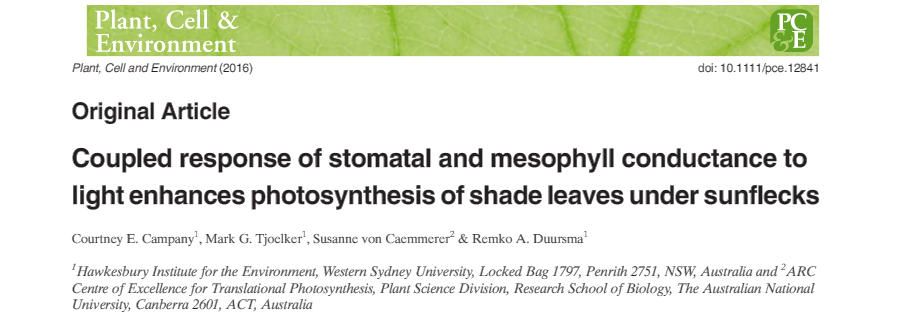 Plant, Cell &
Environment
PC
&E
Plant, Cell and Environment (2016)
doi: 10.1111/pce.12841
Original Article
Coupled response of stomatal and mesophyll conductance to
light enhances photosynthesis of shade leaves under sunflecks
Courtney E. Campany1, Mark G. Tjoelker1, Susanne von Caemmerer2 & Remko A. Duursma1
1Hawkesbury Institute for the Environment, Western Sydney University, Locked Bag 1797, Penrith 2751, NSW, Australia and 2ARC
Centre of Excellence for Translational Photosynthesis, Plant Science Division, Research School of Biology, The Australian National
University, Canberra 2601, ACT, Australia